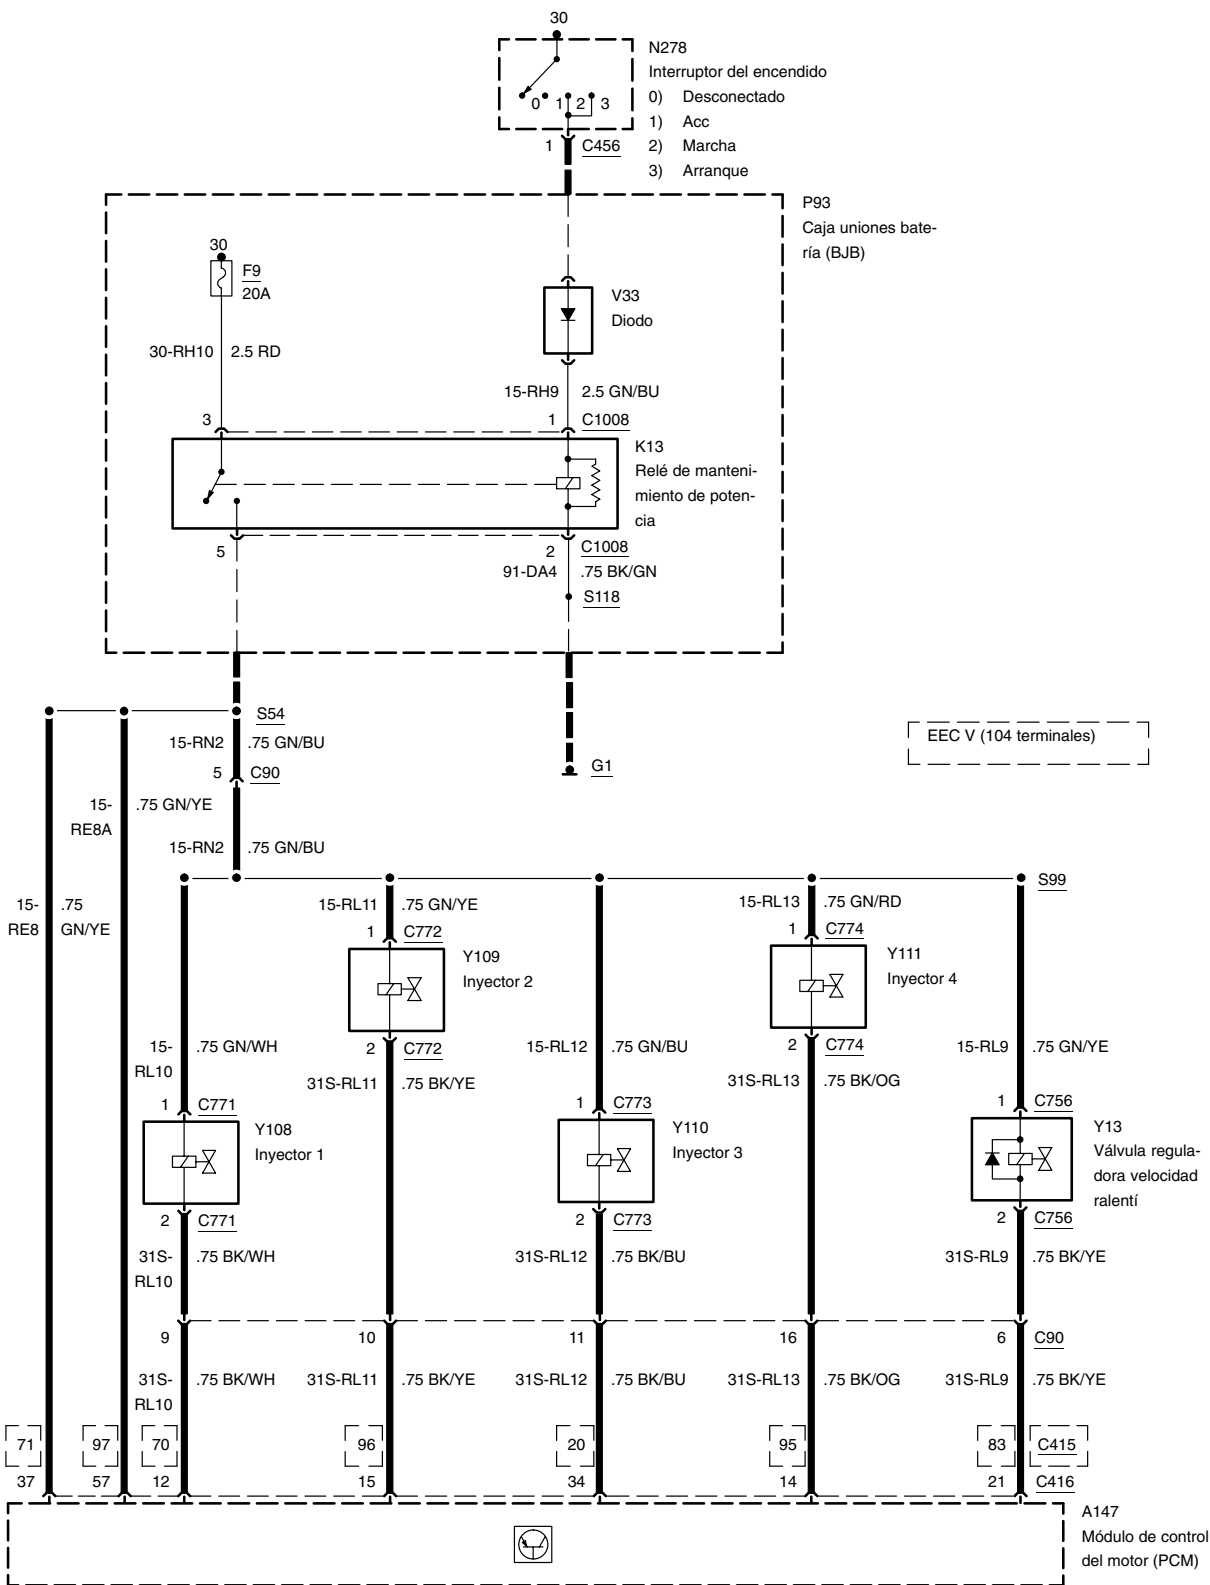 30
N278
Interruptor del encendido
0) Desconectado
1) Acc
2) Marcha
3) Arranque
0 1 2 3
1 C456
P93
Caja uniones bate-
ría (BJB)
30
F9
20A
V33
Diodo
30-RH10 2.5 RD
15-RH9 2.5 GN/BU
3 1 C1008
K13
Relé de manteni-
miento de poten-
cia
5 2 C1008
91-DA4 .75 BK/GN
S118
S54
15-RN2 .75 GN/BU
EEC V (104 terminales)
G1
5 C90
15-
RE8A
.75 GN/YE
15-RN2 .75 GN/BU
S99
15-
RE8
.75
GN/YE
15-RL11 .75 GN/YE
15-RL13 .75 GN/RD
1 C772
1 C774
Y109
Inyector 2
Y111
Inyector 4
2 C772
2 C774
15-
RL10
.75 GN/WH
15-RL12 .75 GN/BU
15-RL9 .75 GN/YE
31S-RL11 .75 BK/YE
31S-RL13 .75 BK/OG
1 C771
1 C773
1 C756
Y108
Inyector 1
Y110
Inyector 3
Y13
Válvula regula-
dora velocidad
ralentí
2 C771
2 C773
2 C756
31S-
RL10
.75 BK/WH
31S-RL12 .75 BK/BU
31S-RL9 .75 BK/YE
9 10 11 16 6 C90
31S-
RL10
.75 BK/WH
31S-RL11 .75 BK/YE
31S-RL12 .75 BK/BU
31S-RL13 .75 BK/OG
31S-RL9 .75 BK/YE
71 97 70 96 20 95 83 C415
37 57 12 15 34 14 21 C416
A147
Módulo de control
del motor (PCM)